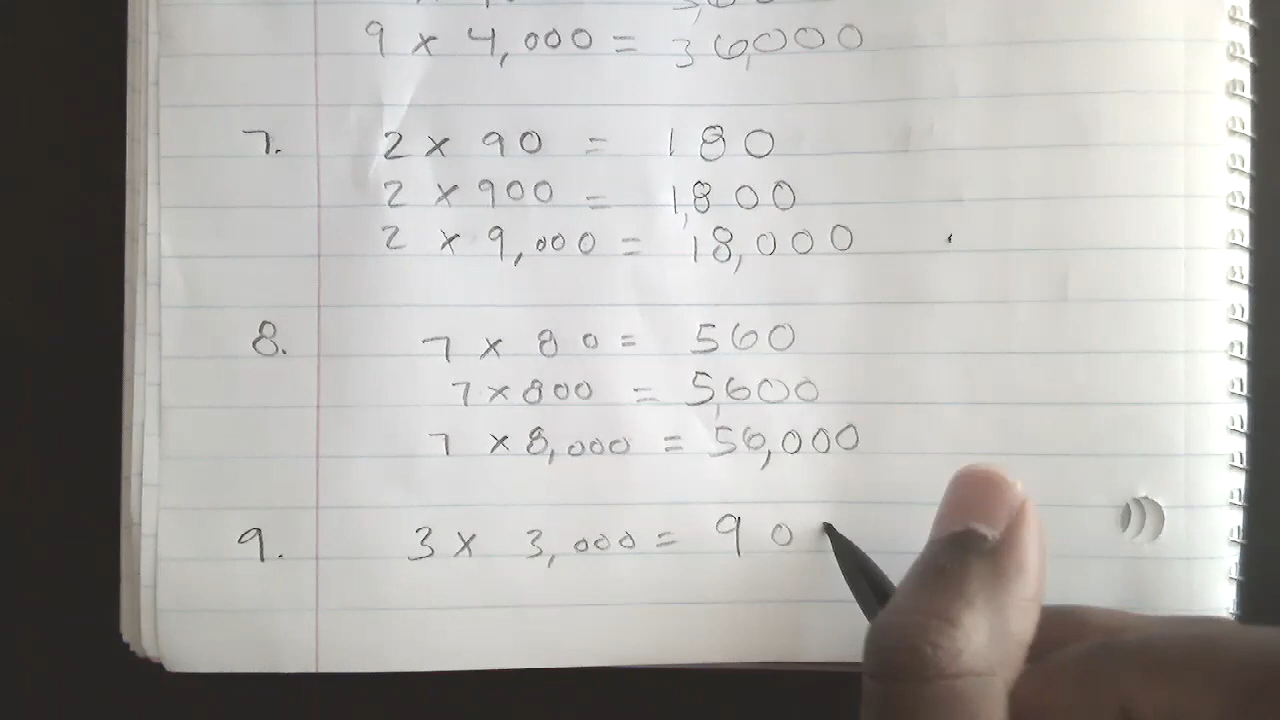 9 x 4,000 = 36,000
7. 2 x 90 = 180
2 x 900 = 1,800
2 x 9,000 = 18,000
8. 7 x 80 = 560
7 x 800 = 5,600
7 x 8,000 = 56,000
9. 3 x 3,000 = 90